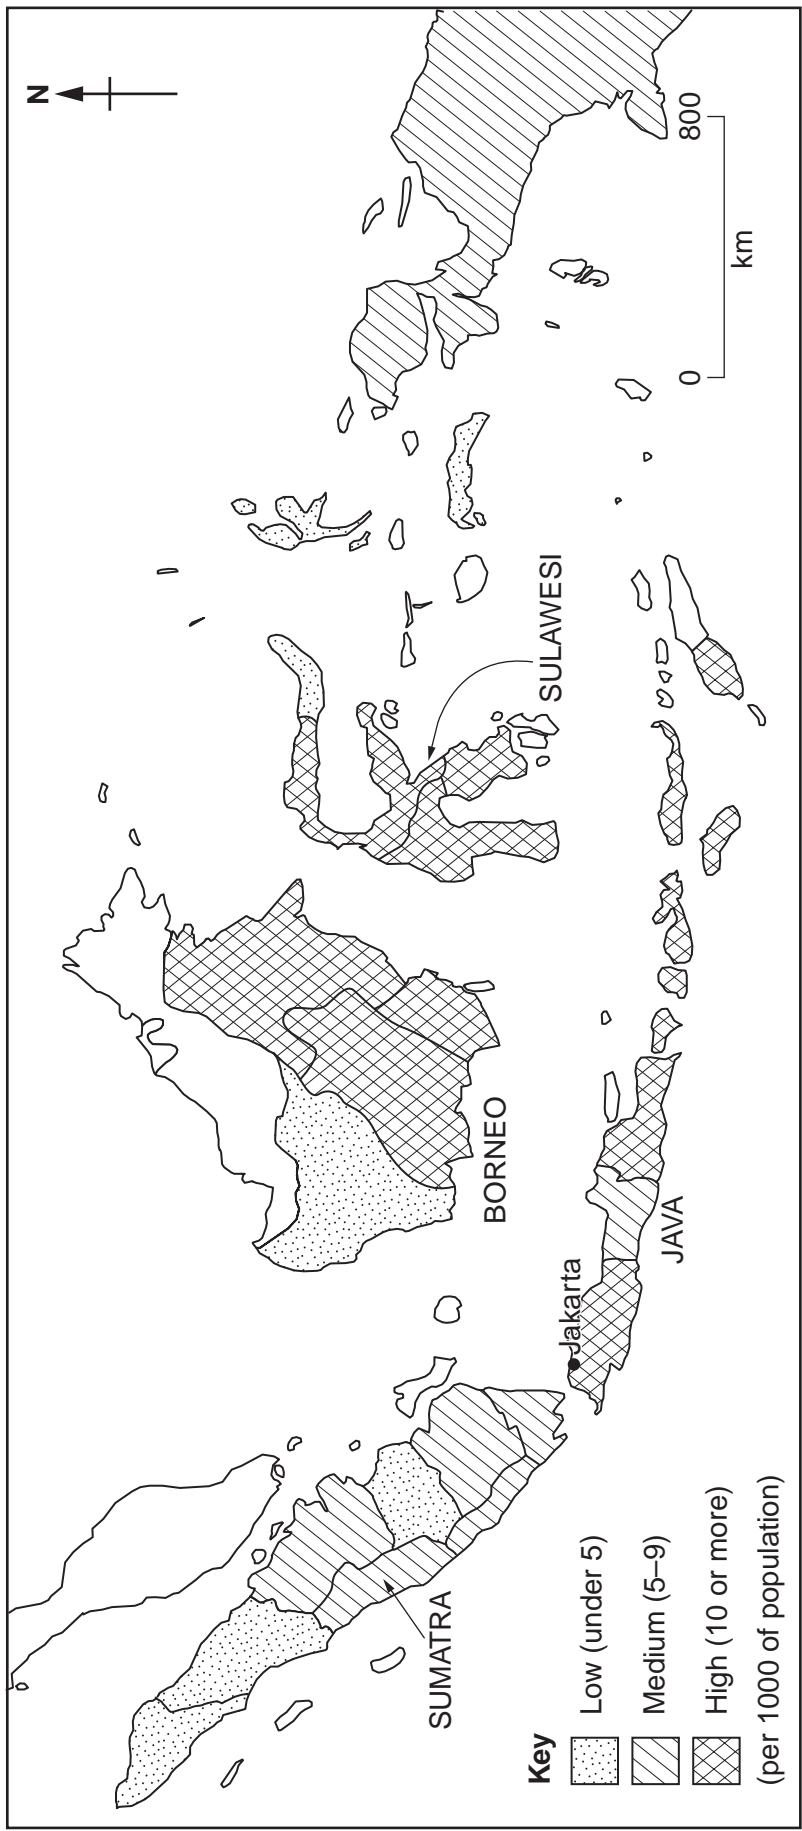 N
SULAWESI
BORNEO
Jakarta
JAVA
SUMATRA
0
800
km
Key
Low (under 5)
Medium (5–9)
High (10 or more)
(per 1000 of population)